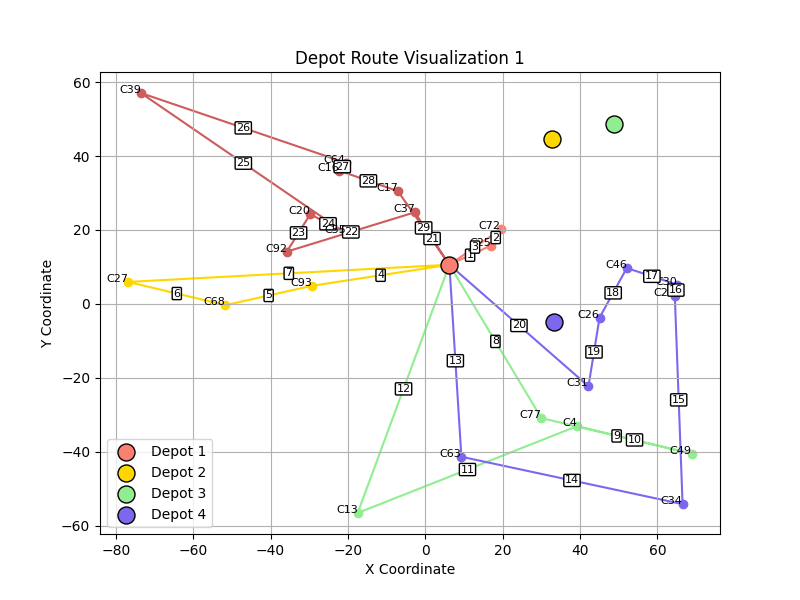 Depot Route Visualization 1
60
40
20
0
−20
−40
−60
−80
−60
−40
−20
0
20
40
60
Y Coordinate
X Coordinate
C39
26
25
C64
27
C16
28
C17
C20
C37
24
22
23
C92
29
21
C72
2
3
1
C27
7
6
C68
5
C93
4
C46
17
16
18
C26
19
C31
20
15
8
13
12
C77
C4
9
10
C49
C63
11
14
C34
C13
Depot 1
Depot 2
Depot 3
Depot 4